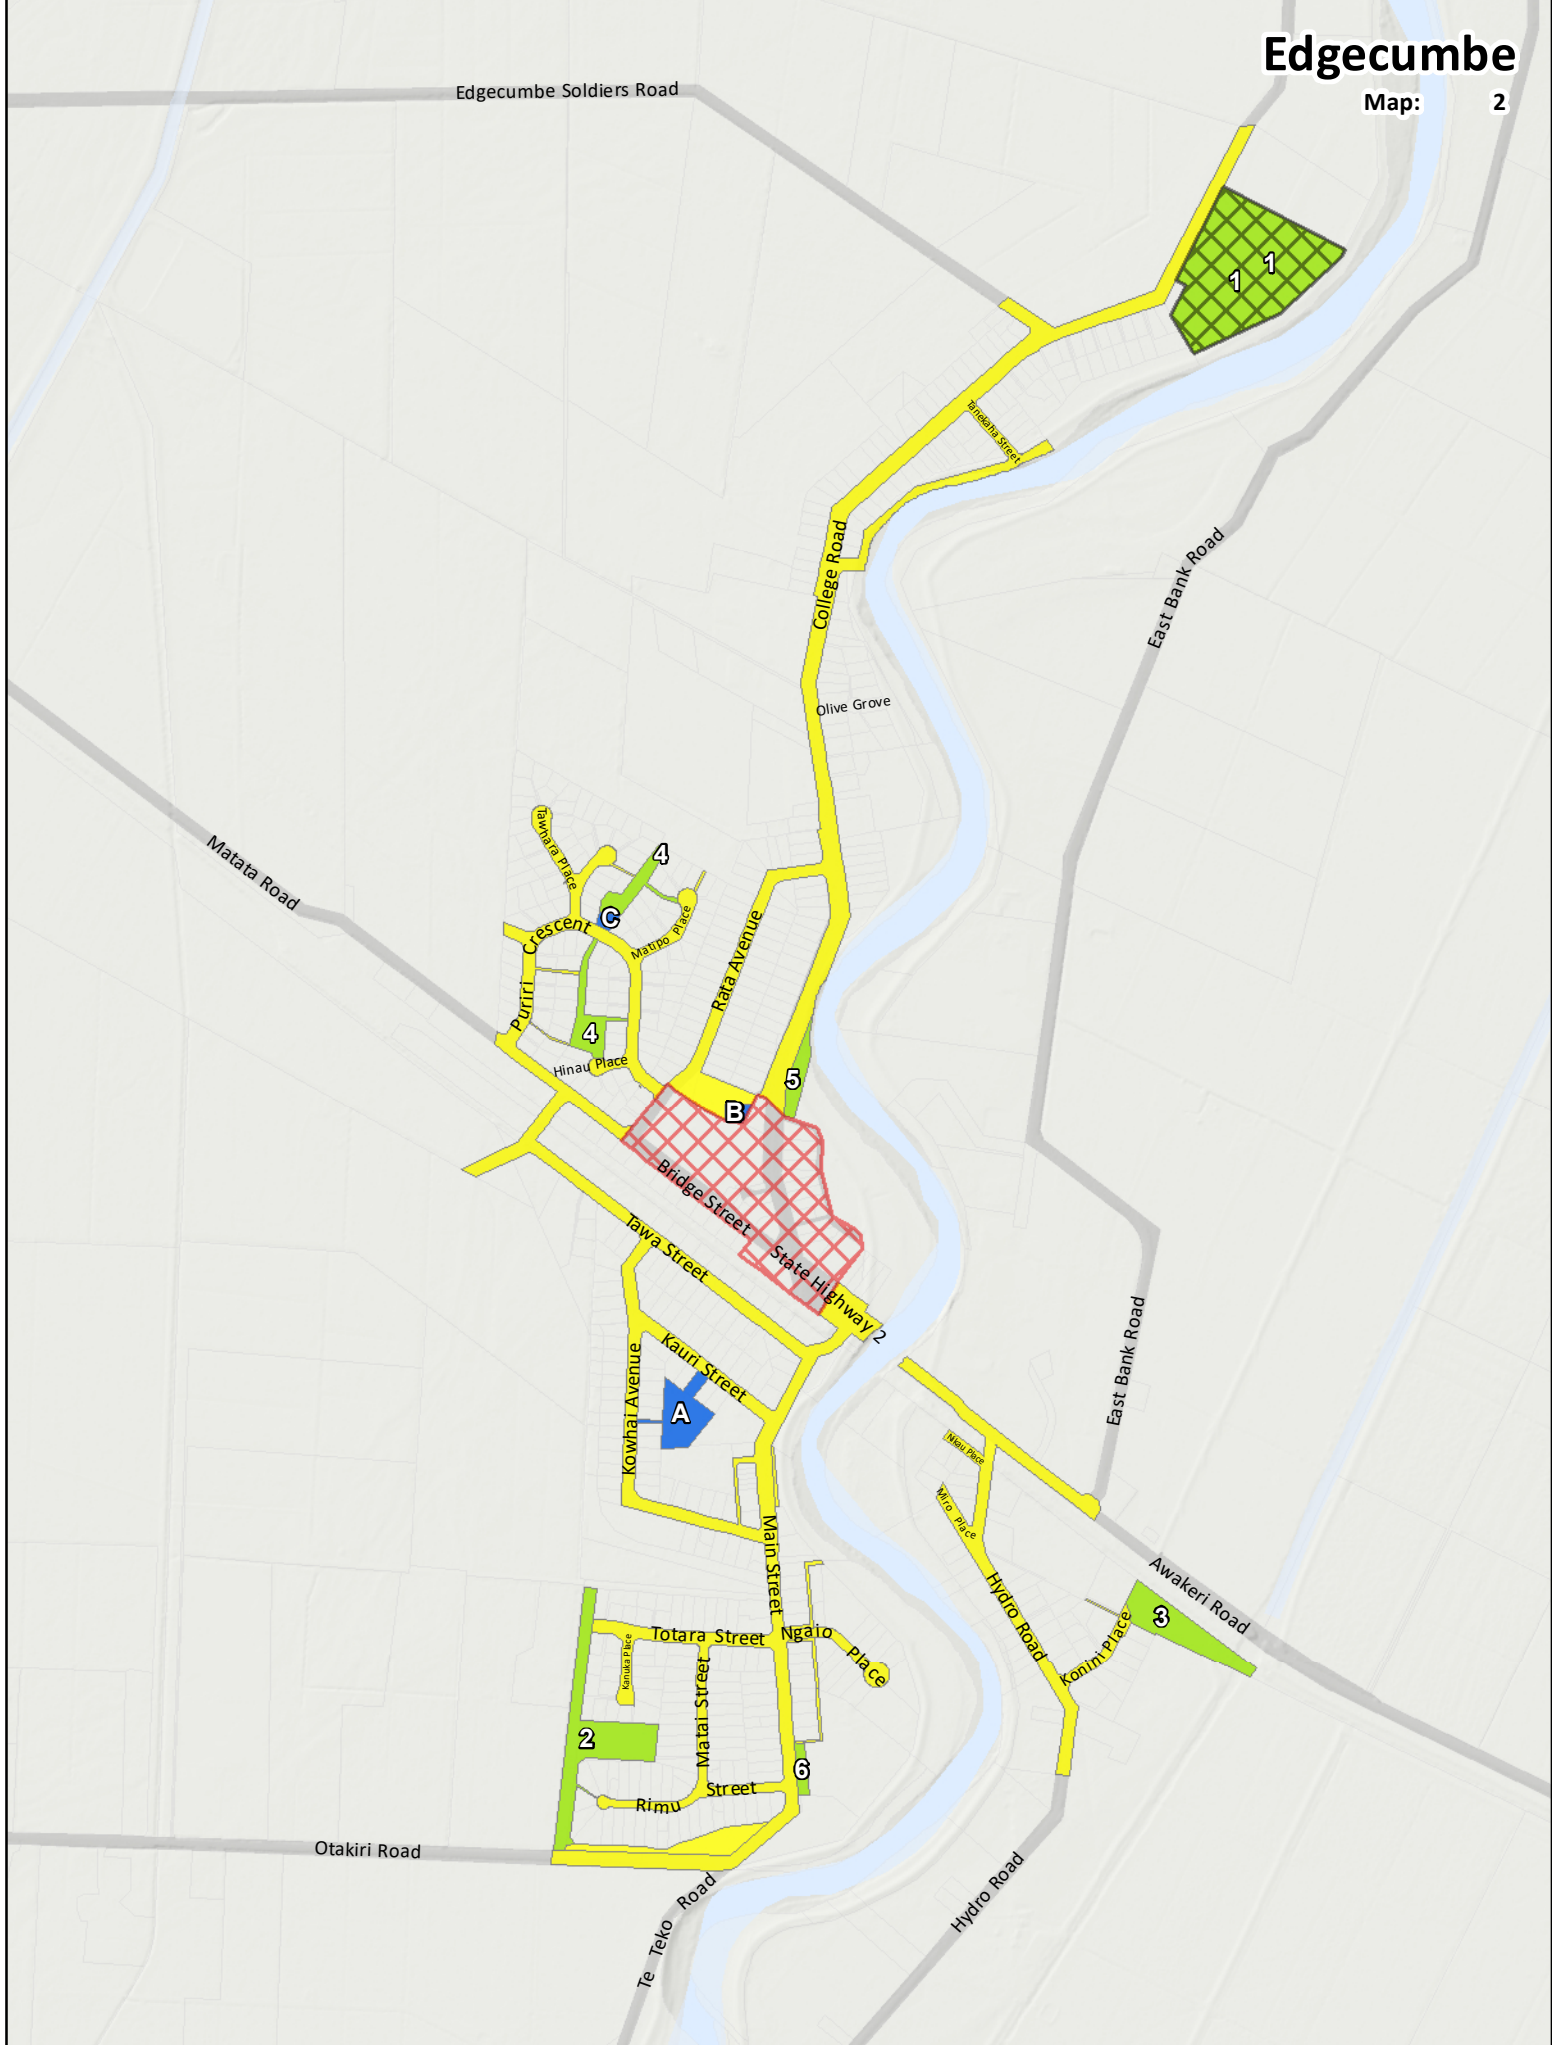 Edgecumbe
Map: 2
Edgecumbe Soldiers Road
1
1
Tanekaha Street
College Road
East Bank Road
Olive Grove
Tawhara Place
4
Matata Road
C
Crescent
Matipo Place
Rata Avenue
Puriri
4
Hinau Place
5
B
Bridge Street
Tawa Street
State Highway 2
Kauri Street
East Bank Road
Kowhai Avenue
A
Nikau Place
Miro Place
Main Street
Awakeri Road
Hydro Road
3
Konini Place
Totara Street
Ngaio Place
Kanuka Place
Matai Street
2
6
Rimu Street
Otakiri Road
Hydro Road
Te Teko Road